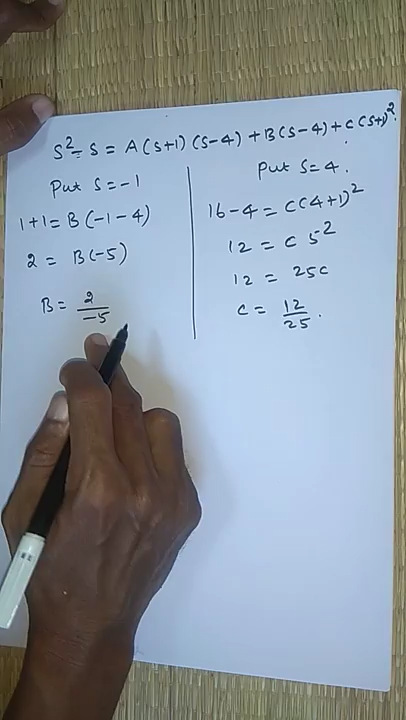 S² - S = A(S+1)(S-4) + B(S-4) + C(S+1)²
Put S = -1
1+1 = B(-1-4)
2 = B(-5)
B = 2/-5
Put S = 4.
16-4 = C(4+1)²
12 = C 5²
12 = 25C
C = 12/25.